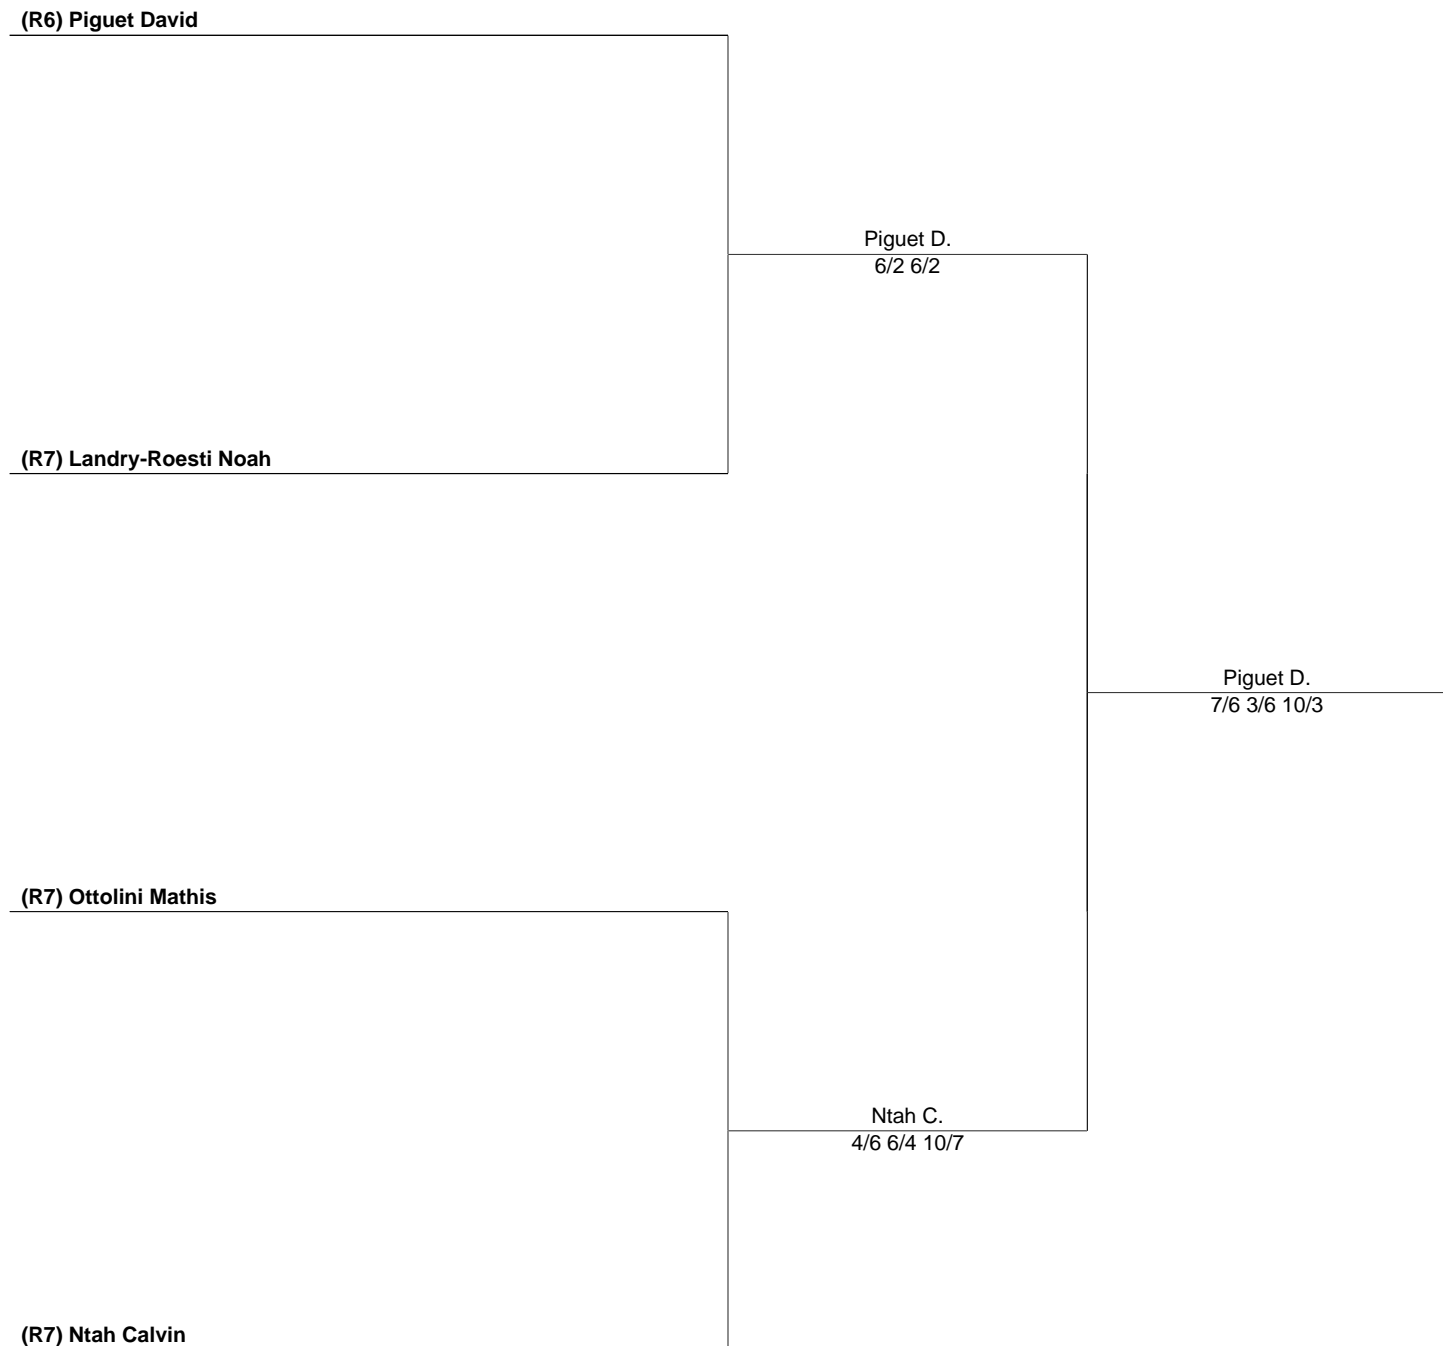 (R6) Piguet David
Piguet D.
6/2 6/2
(R7) Landry-Roesti Noah
Piguet D.
7/6 3/6 10/3
(R7) Ottolini Mathis
Ntah C.
4/6 6/4 10/7
(R7) Ntah Calvin